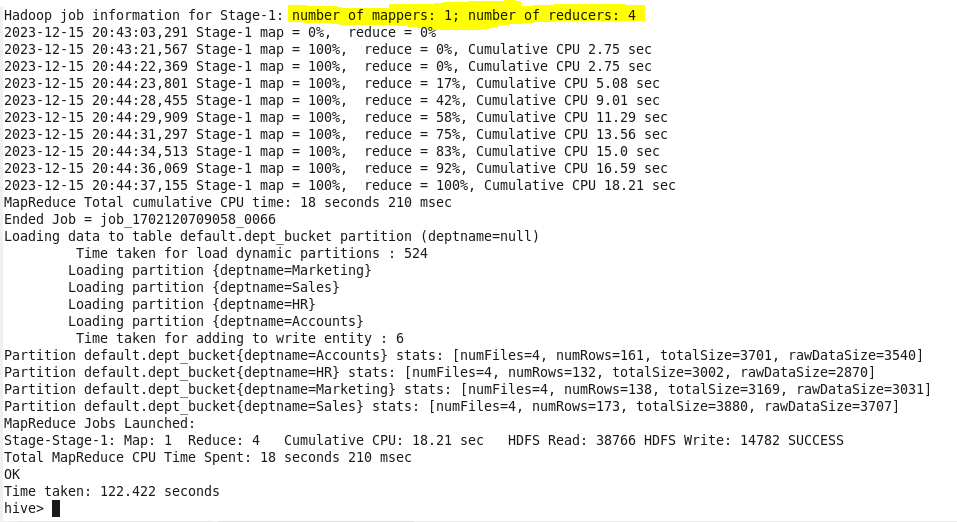 Hadoop job information for Stage-1: number of mappers: 1; number of reducers: 4
2023-12-15 20:43:03,291 Stage-1 map = 0%,  reduce = 0%
2023-12-15 20:43:21,567 Stage-1 map = 100%,  reduce = 0%, Cumulative CPU 2.75 sec
2023-12-15 20:44:22,369 Stage-1 map = 100%,  reduce = 0%, Cumulative CPU 2.75 sec
2023-12-15 20:44:23,801 Stage-1 map = 100%,  reduce = 17%, Cumulative CPU 5.08 sec
2023-12-15 20:44:28,455 Stage-1 map = 100%,  reduce = 42%, Cumulative CPU 9.01 sec
2023-12-15 20:44:29,909 Stage-1 map = 100%,  reduce = 58%, Cumulative CPU 11.29 sec
2023-12-15 20:44:31,297 Stage-1 map = 100%,  reduce = 75%, Cumulative CPU 13.56 sec
2023-12-15 20:44:34,513 Stage-1 map = 100%,  reduce = 83%, Cumulative CPU 15.0 sec
2023-12-15 20:44:36,069 Stage-1 map = 100%,  reduce = 92%, Cumulative CPU 16.59 sec
2023-12-15 20:44:37,155 Stage-1 map = 100%,  reduce = 100%, Cumulative CPU 18.21 sec
MapReduce Total cumulative CPU time: 18 seconds 210 msec
Ended Job = job_1702120709058_0066
Loading data to table default.dept_bucket partition (deptname=null)
         Time taken for load dynamic partitions : 524
        Loading partition {deptname=Marketing}
        Loading partition {deptname=Sales}
        Loading partition {deptname=HR}
        Loading partition {deptname=Accounts}
         Time taken for adding to write entity : 6
Partition default.dept_bucket{deptname=Accounts} stats: [numFiles=4, numRows=161, totalSize=3701, rawDataSize=3540]
Partition default.dept_bucket{deptname=HR} stats: [numFiles=4, numRows=132, totalSize=3002, rawDataSize=2870]
Partition default.dept_bucket{deptname=Marketing} stats: [numFiles=4, numRows=138, totalSize=3169, rawDataSize=3031]
Partition default.dept_bucket{deptname=Sales} stats: [numFiles=4, numRows=173, totalSize=3880, rawDataSize=3707]
MapReduce Jobs Launched:
Stage-Stage-1: Map: 1  Reduce: 4   Cumulative CPU: 18.21 sec   HDFS Read: 38766 HDFS Write: 14782 SUCCESS
Total MapReduce CPU Time Spent: 18 seconds 210 msec
OK
Time taken: 122.422 seconds
hive>